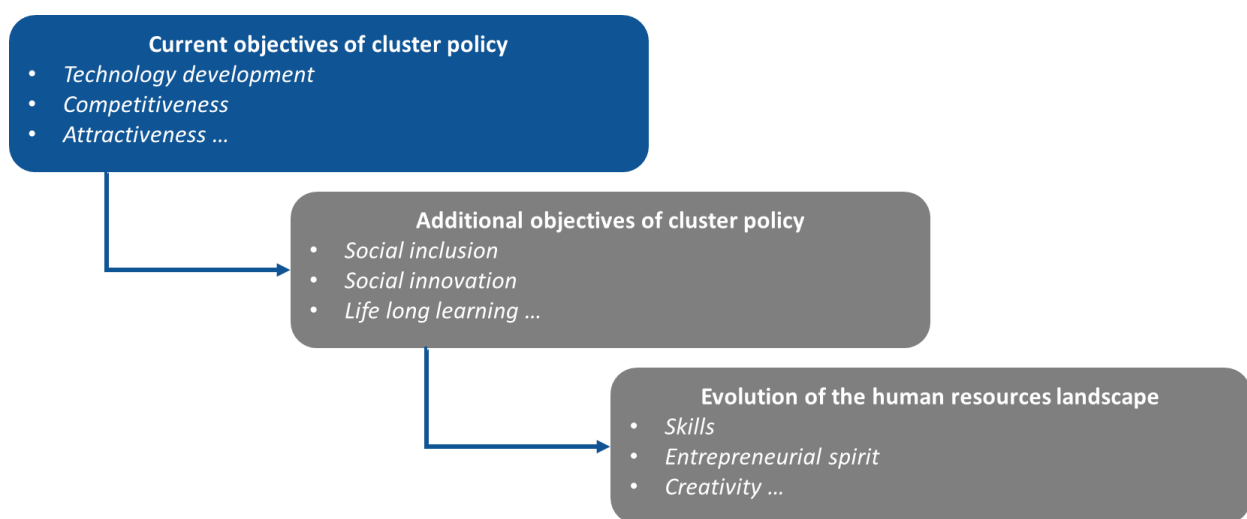 Current objectives of cluster policy
• Technology development
• Competitiveness
• Attractiveness …
Additional objectives of cluster policy
• Social inclusion
• Social innovation
• Life long learning …
Evolution of the human resources landscape
• Skills
• Entrepreneurial spirit
• Creativity …